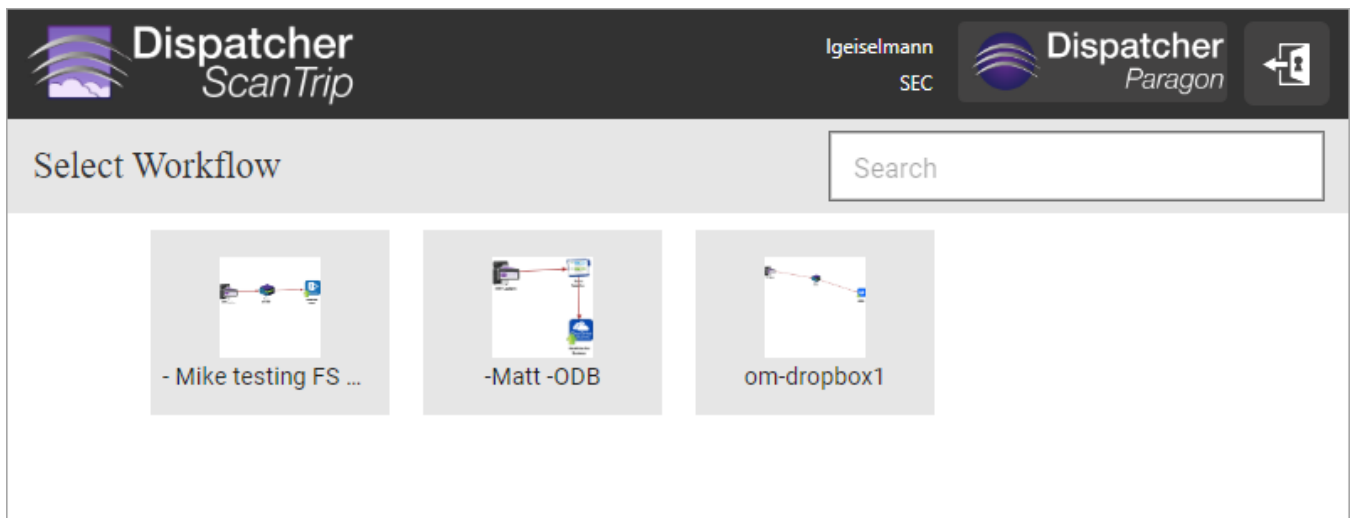 Dispatcher
ScanTrip
lgeiselmann
SEC
Dispatcher
Paragon
Select Workflow
Search
- Mike testing FS ...
-Matt -ODB
om-dropbox1